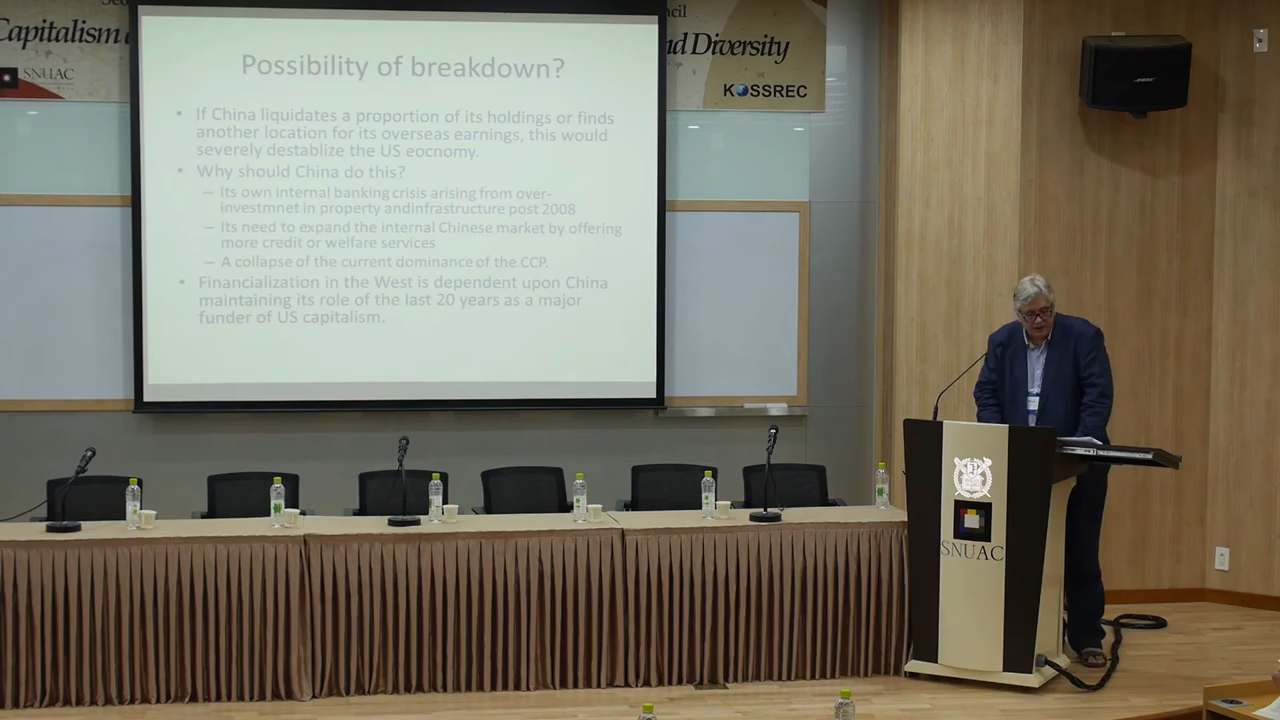 Capitalism
SNUAC
ncil
nd Diversity
KOSSREC
Possibility of breakdown?
• If China liquidates a proportion of its holdings or finds
another location for its overseas earnings, this would
severely destablize the US eocnomy.
• Why should China do this?
– Its own internal banking crisis arising from over-
investmnet in property andinfrastructure post 2008
– Its need to expand the internal Chinese market by offering
more credit or welfare services
– A collapse of the current dominance of the CCP.
• Financialization in the West is dependent upon China
maintaining its role of the last 20 years as a major
funder of US capitalism.
BOSE
SNUAC